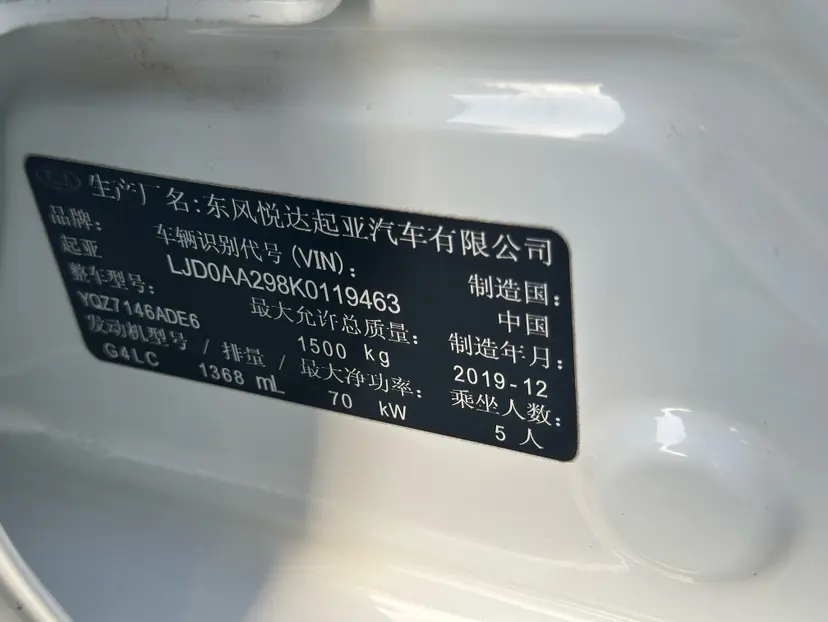 KIA 生产厂名:东风悦达起亚汽车有限公司
品牌: 车辆识别代号(VIN): 制造国:
起亚 LJD0AA298K0119463 中国
整车型号: 最大允许总质量: 制造年月:
YQZ7146ADE6 1500 kg 2019-12
发动机型号 / 排量 / 最大净功率: 乘坐人数:
G4LC 1368 mL 70 kW 5 人